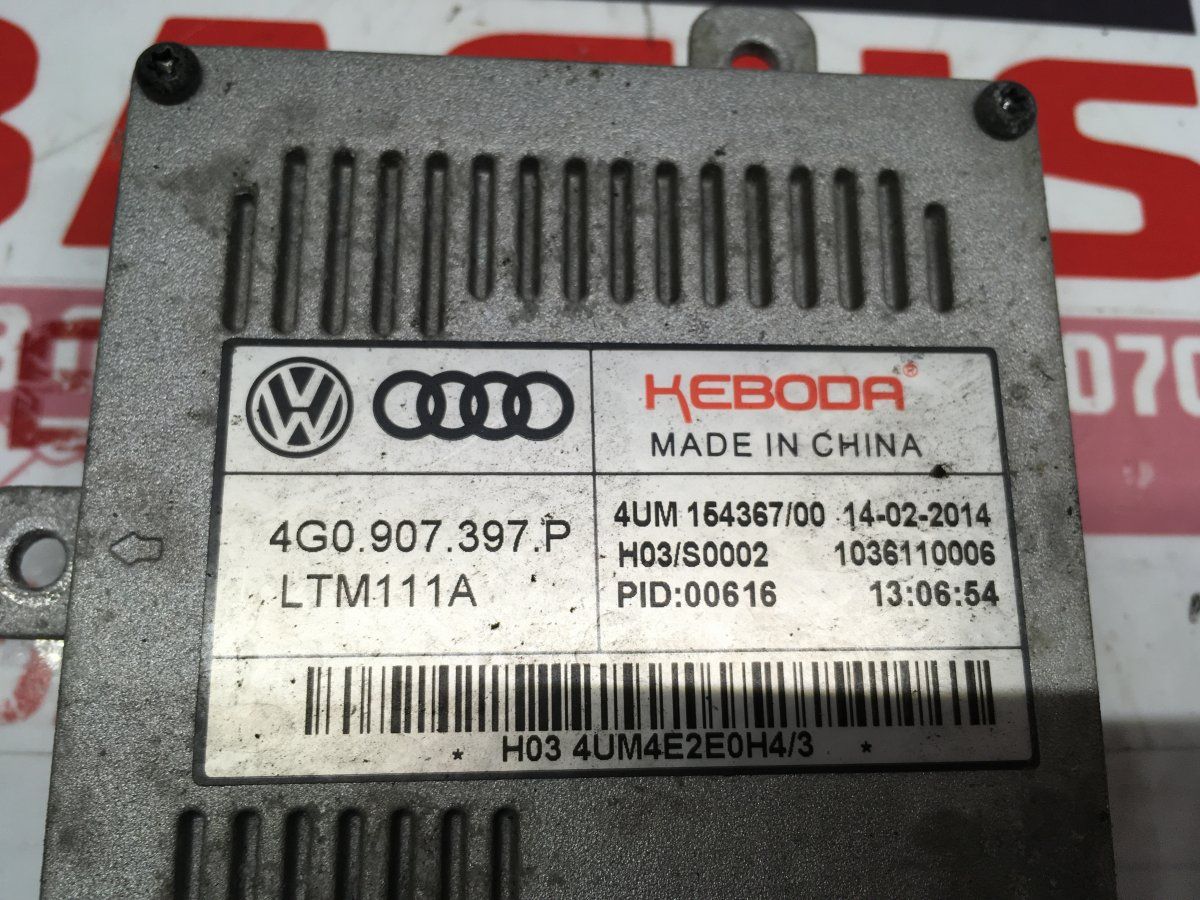 KEBODA®
MADE IN CHINA
4G0.907.397.P
LTM111A
4UM 154367/00 14-02-2014
H03/S0002 1036110006
PID:00616 13:06:54
* H03 4UM4E2E0H4/3 *
070